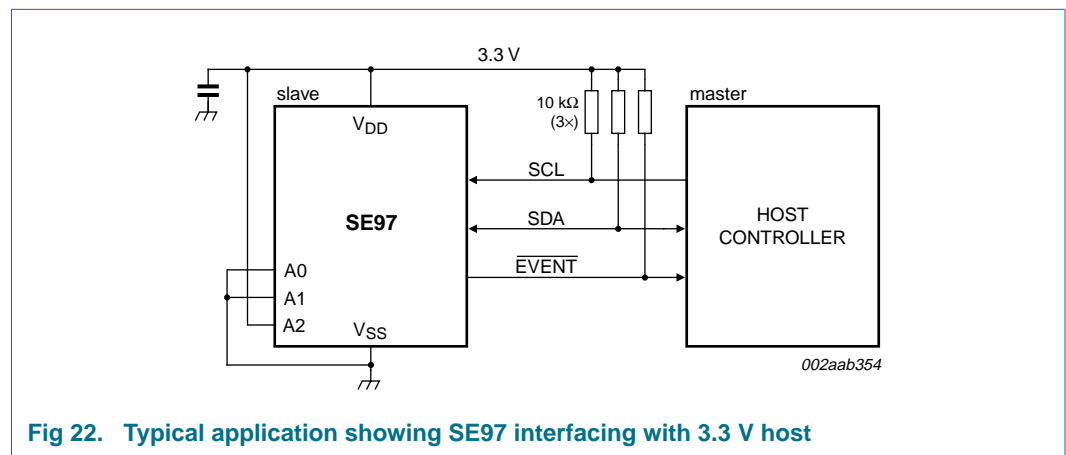 3.3 V
slave
10 kΩ
(3×)
master
VDD
SCL
SE97
SDA
HOST
CONTROLLER
EVENT
A0
A1
A2
VSS
002aab354
Fig 22. Typical application showing SE97 interfacing with 3.3 V host